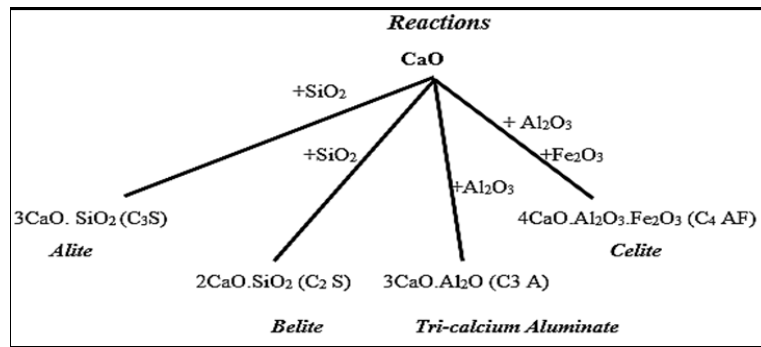 Reactions
CaO
+SiO₂
+ Al₂O₃
+SiO₂
+Fe₂O₃
+Al₂O₃
3CaO. SiO₂ (C₃S)
4CaO.Al₂O₃.Fe₂O₃ (C₄ AF)
Alite
Celite
2CaO.SiO₂ (C₂ S)
3CaO.Al₂O (C3 A)
Belite
Tri-calcium Aluminate